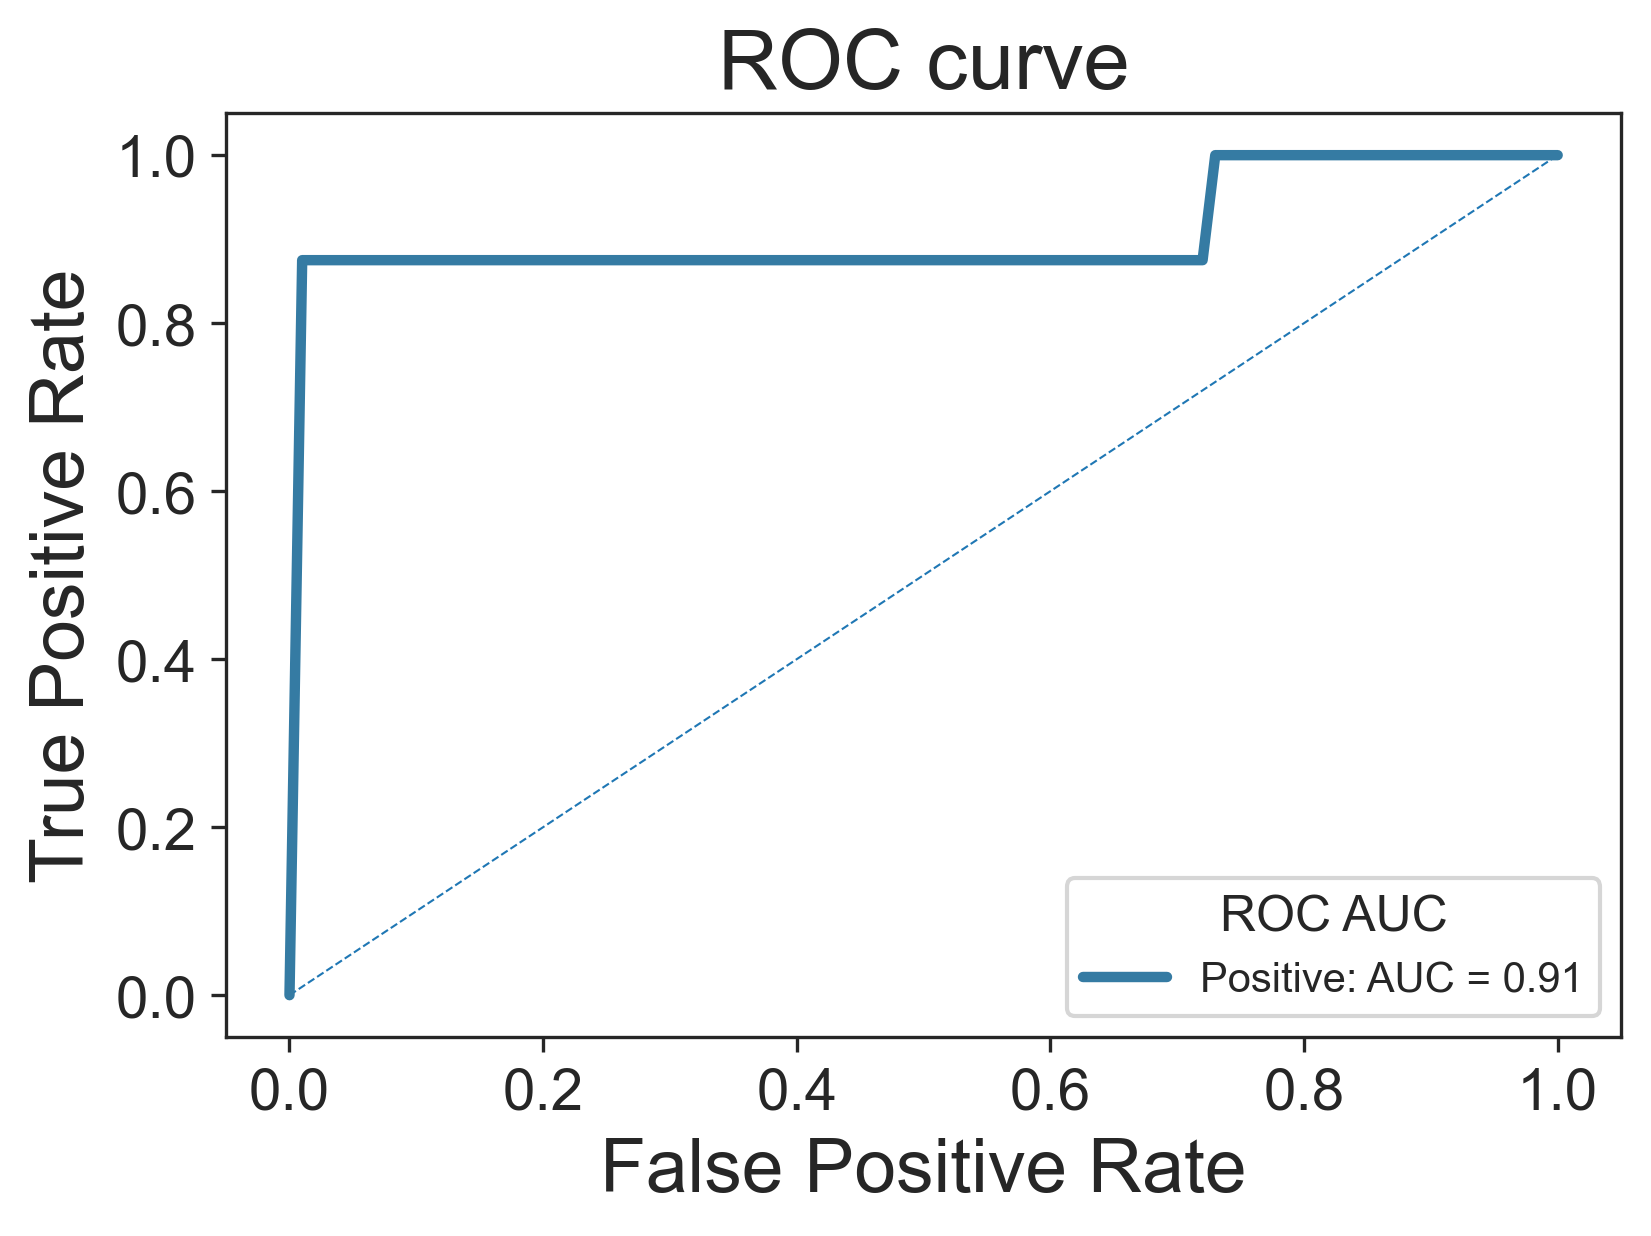 ROC curve
True Positive Rate
1.0
0.8
0.6
0.4
0.2
0.0
ROC AUC
Positive: AUC = 0.91
0.0 0.2 0.4 0.6 0.8 1.0
False Positive Rate